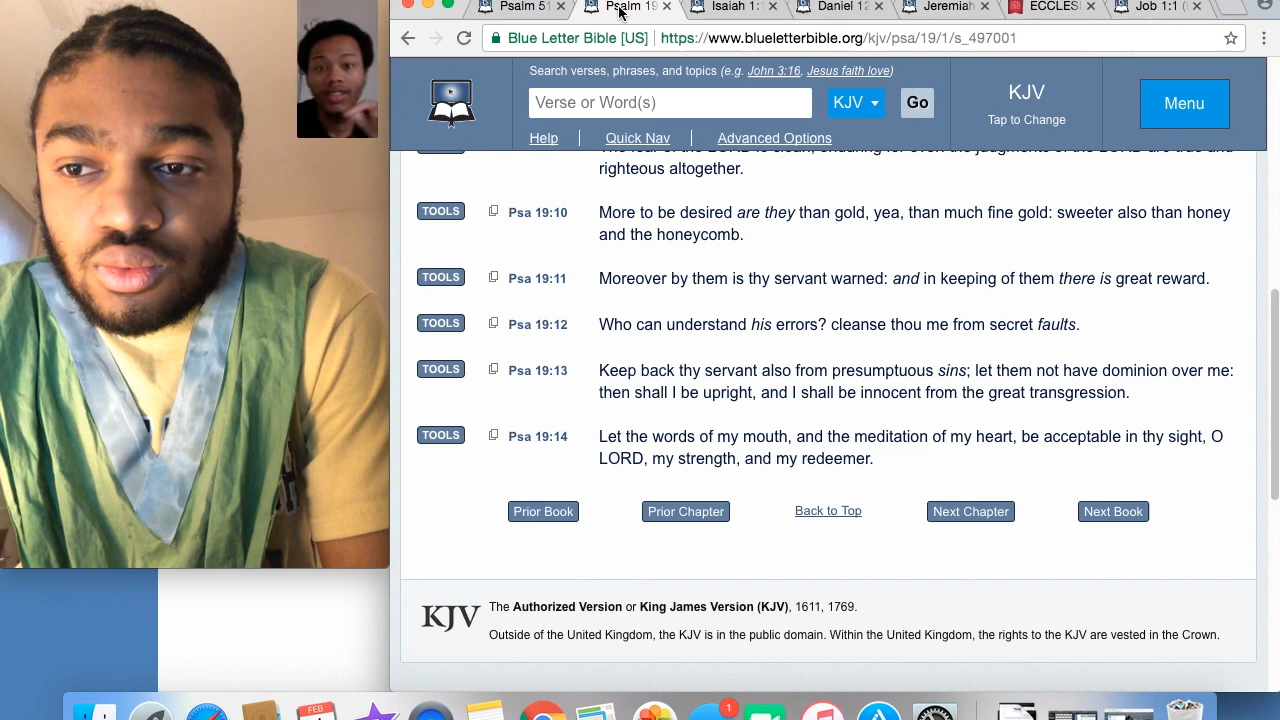 Psalm 51 Psalm 19 Isaiah 1:1 Daniel 12 Jeremiah ECCLES Job 1:1 (
Blue Letter Bible [US] https://www.blueletterbible.org/kjv/psa/19/1/s_497001
Search verses, phrases, and topics (e.g. John 3:16, Jesus faith love)
Verse or Word(s) KJV Go
Help Quick Nav Advanced Options
KJV
Tap to Change
Menu
righteous altogether.
TOOLS Psa 19:10 More to be desired are they than gold, yea, than much fine gold: sweeter also than honey
and the honeycomb.
TOOLS Psa 19:11 Moreover by them is thy servant warned: and in keeping of them there is great reward.
TOOLS Psa 19:12 Who can understand his errors? cleanse thou me from secret faults.
TOOLS Psa 19:13 Keep back thy servant also from presumptuous sins; let them not have dominion over me:
then shall I be upright, and I shall be innocent from the great transgression.
TOOLS Psa 19:14 Let the words of my mouth, and the meditation of my heart, be acceptable in thy sight, O
LORD, my strength, and my redeemer.
Prior Book Prior Chapter Back to Top Next Chapter Next Book
KJV The Authorized Version or King James Version (KJV), 1611, 1769.
Outside of the United Kingdom, the KJV is in the public domain. Within the United Kingdom, the rights to the KJV are vested in the Crown.
FEB
1